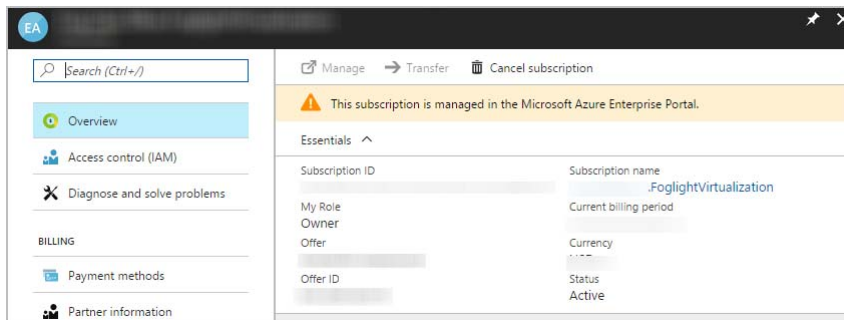 EA
Search (Ctrl+/)
Overview
Access control (IAM)
Diagnose and solve problems
BILLING
Payment methods
Partner information
Manage
Transfer
Cancel subscription
This subscription is managed in the Microsoft Azure Enterprise Portal.
Essentials
Subscription ID
Subscription name
.FoglightVirtualization
My Role
Owner
Current billing period
Offer
Currency
Offer ID
Status
Active